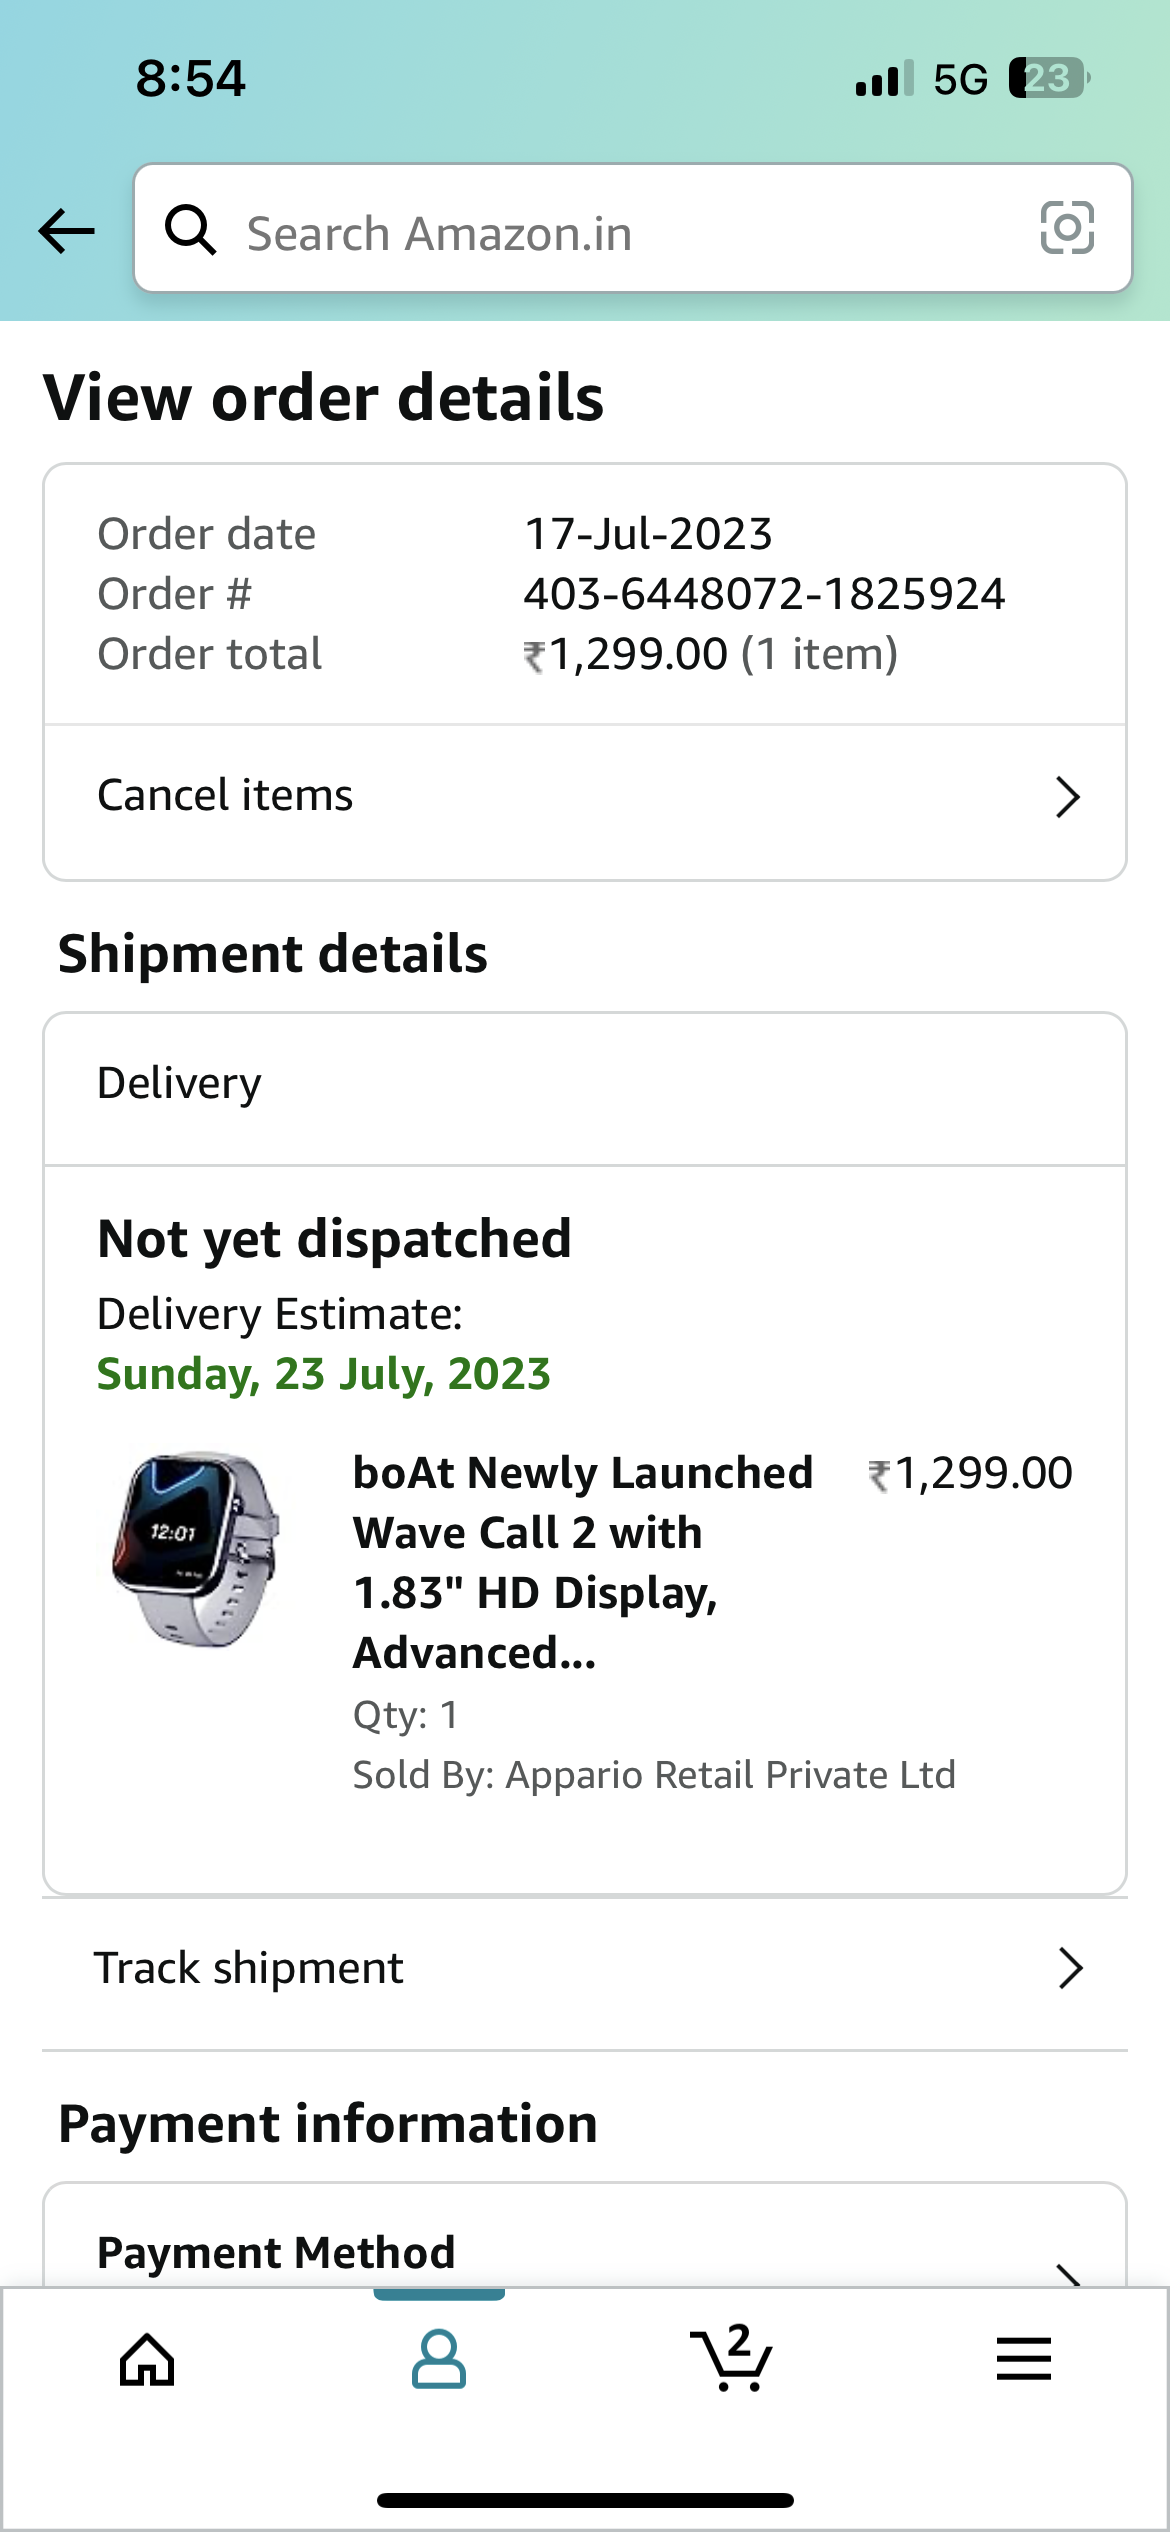 8:54
5G 23
Search Amazon.in
View order details
Order date 17-Jul-2023
Order # 403-6448072-1825924
Order total ₹1,299.00 (1 item)
Cancel items
Shipment details
Delivery
Not yet dispatched
Delivery Estimate:
Sunday, 23 July, 2023
12:01
boAt Newly Launched ₹1,299.00
Wave Call 2 with
1.83" HD Display,
Advanced...
Qty: 1
Sold By: Appario Retail Private Ltd
Track shipment
Payment information
Payment Method
2